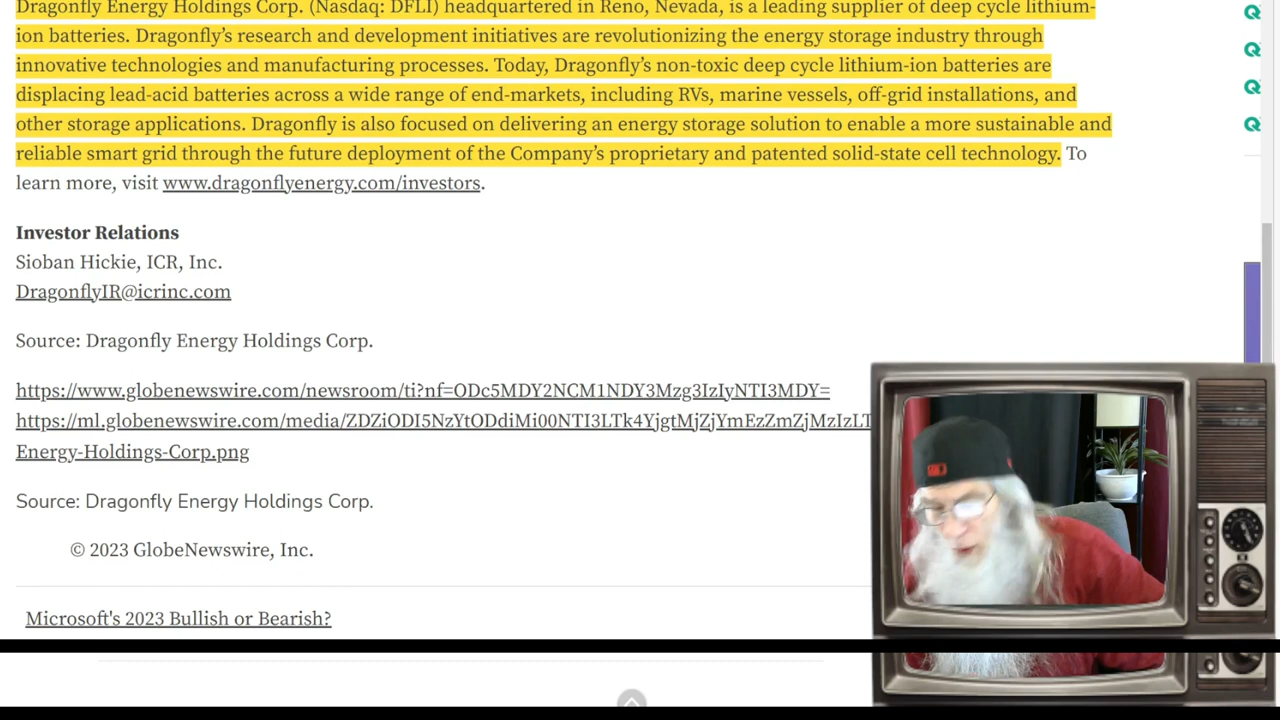 Dragonfly Energy Holdings Corp. (Nasdaq: DFLI) headquartered in Reno, Nevada, is a leading supplier of deep cycle lithium-
ion batteries. Dragonfly’s research and development initiatives are revolutionizing the energy storage industry through
innovative technologies and manufacturing processes. Today, Dragonfly’s non-toxic deep cycle lithium-ion batteries are
displacing lead-acid batteries across a wide range of end-markets, including RVs, marine vessels, off-grid installations, and
other storage applications. Dragonfly is also focused on delivering an energy storage solution to enable a more sustainable and
reliable smart grid through the future deployment of the Company’s proprietary and patented solid-state cell technology. To
learn more, visit www.dragonflyenergy.com/investors.
Investor Relations
Sioban Hickie, ICR, Inc.
DragonflyIR@icrinc.com
Source: Dragonfly Energy Holdings Corp.
https://www.globenewswire.com/newsroom/ti?nf=ODc5MDY2NCM1NDY3Mzg3IzIyNTI3MDY=
https://ml.globenewswire.com/media/ZDZiODI5NzYtODdiMi00NTI3LTk4YjgtMjZjYmEzZmZjMzIzLT
Energy-Holdings-Corp.png
Source: Dragonfly Energy Holdings Corp.
© 2023 GlobeNewswire, Inc.
Microsoft's 2023 Bullish or Bearish?